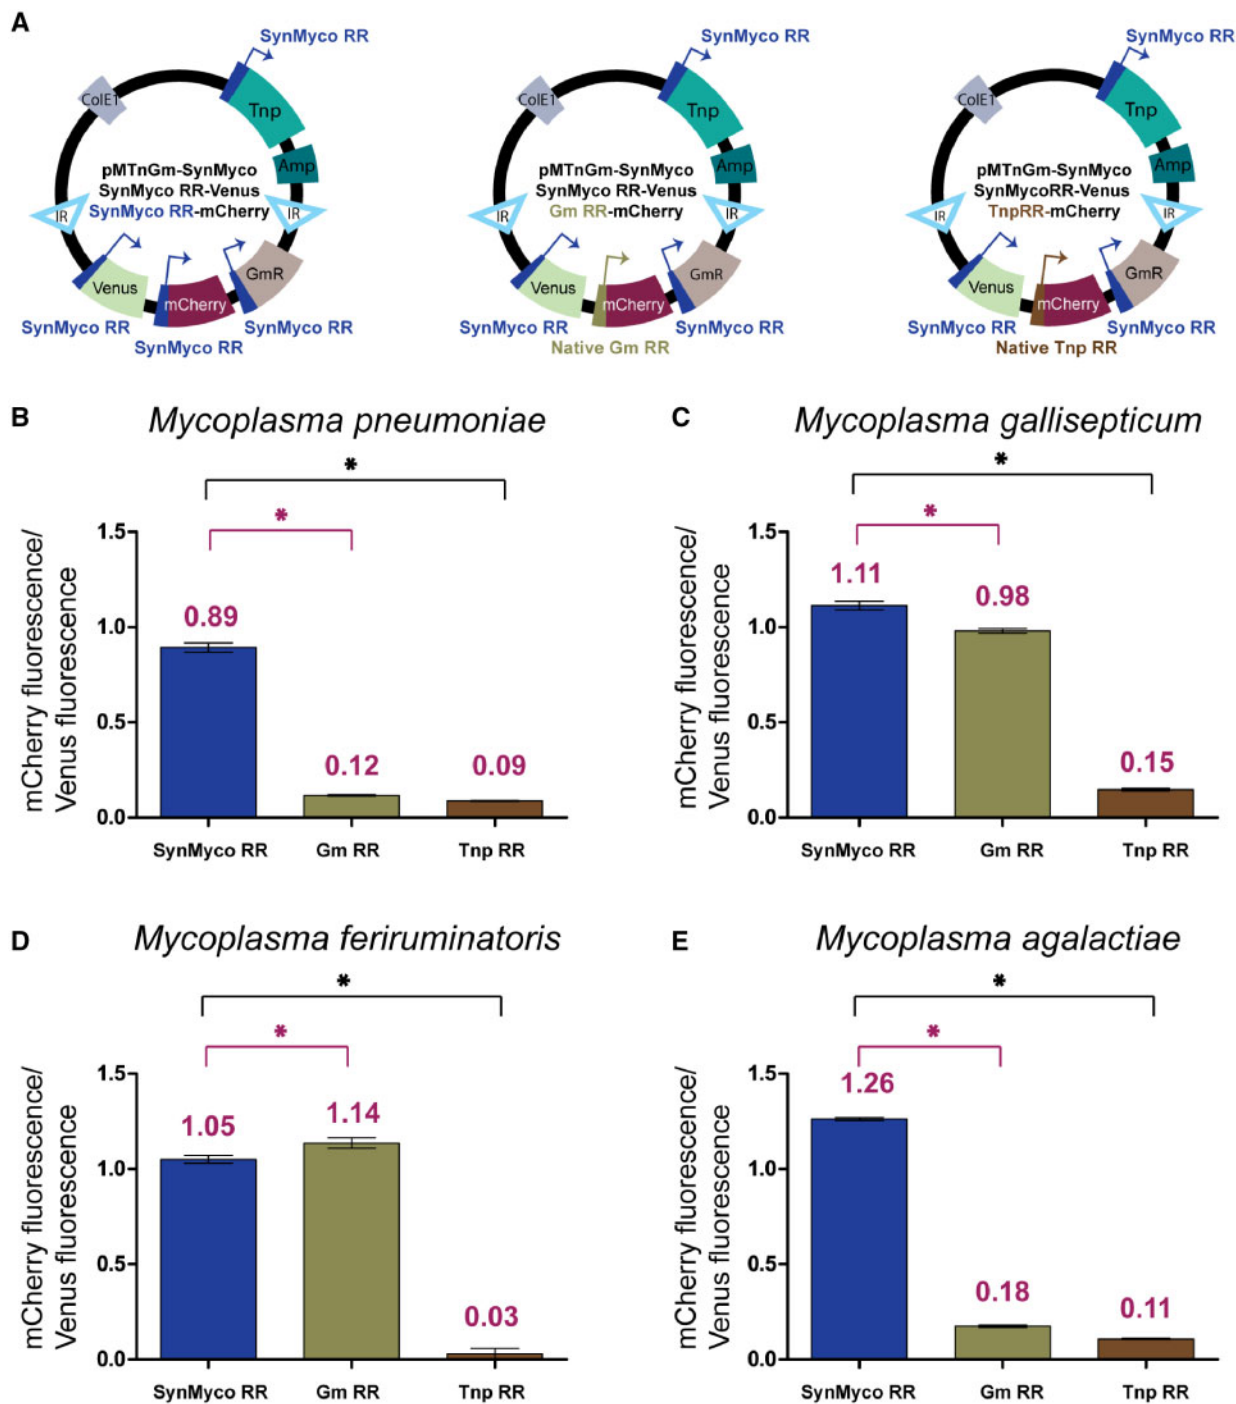 A
SynMyco RR
ColE1
Tnp
Amp
pMTnGm-SynMyco
SynMyco RR-Venus
SynMyco RR-mCherry
IR
IR
Venus
mCherry
GmR
SynMyco RR
SynMyco RR
SynMyco RR
SynMyco RR
ColE1
Tnp
Amp
pMTnGm-SynMyco
SynMyco RR-Venus
Gm RR-mCherry
IR
IR
Venus
mCherry
GmR
SynMyco RR
SynMyco RR
Native Gm RR
SynMyco RR
ColE1
Tnp
Amp
pMTnGm-SynMyco
SynMycoRR-Venus
TnpRR-mCherry
IR
IR
Venus
mCherry
GmR
SynMyco RR
SynMyco RR
Native Tnp RR
B
Mycoplasma pneumoniae
*
*
mCherry fluorescence/
Venus fluorescence
1.5
1.0
0.5
0.0
0.89
0.12
0.09
SynMyco RR
Gm RR
Tnp RR
C
Mycoplasma gallisepticum
*
*
mCherry fluorescence/
Venus fluorescence
1.5
1.0
0.5
0.0
1.11
0.98
0.15
SynMyco RR
Gm RR
Tnp RR
D
Mycoplasma feriruminatoris
*
*
mCherry fluorescence/
Venus fluorescence
1.5
1.0
0.5
0.0
1.05
1.14
0.03
SynMyco RR
Gm RR
Tnp RR
E
Mycoplasma agalactiae
*
*
mCherry fluorescence/
Venus fluorescence
1.5
1.0
0.5
0.0
1.26
0.18
0.11
SynMyco RR
Gm RR
Tnp RR